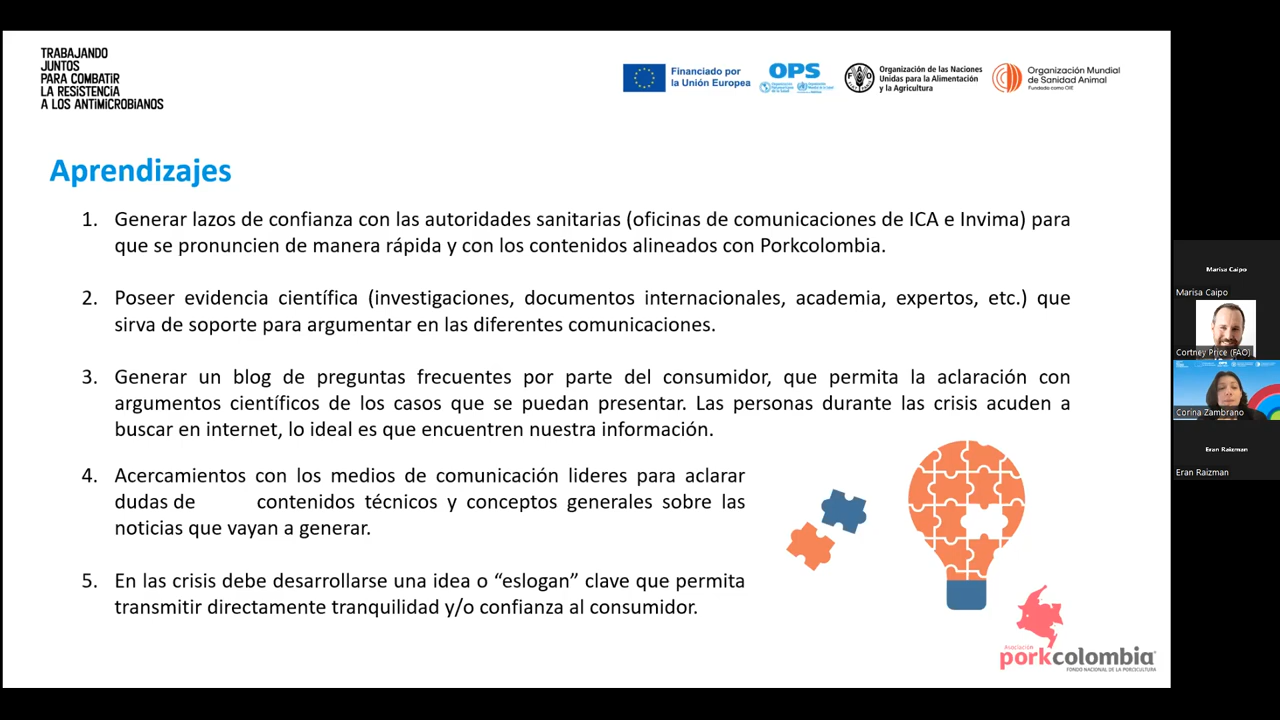 TRABAJANDO
JUNTOS
PARA COMBATIR
LA RESISTENCIA
A LOS ANTIMICROBIANOS
Financiado por
la Unión Europea
OPS
FAO
Organización de las Naciones
Unidas para la Alimentación
y la Agricultura
Organización Mundial
de Sanidad Animal
Fundada como OIE
Aprendizajes
1. Generar lazos de confianza con las autoridades sanitarias (oficinas de comunicaciones de ICA e Invima) para
que se pronuncien de manera rápida y con los contenidos alineados con Porkcolombia.
2. Poseer evidencia científica (investigaciones, documentos internacionales, academia, expertos, etc.) que
sirva de soporte para argumentar en las diferentes comunicaciones.
3. Generar un blog de preguntas frecuentes por parte del consumidor, que permita la aclaración con
argumentos científicos de los casos que se puedan presentar. Las personas durante las crisis acuden a
buscar en internet, lo ideal es que encuentren nuestra información.
4. Acercamientos con los medios de comunicación lideres para aclarar
dudas de contenidos técnicos y conceptos generales sobre las
noticias que vayan a generar.
5. En las crisis debe desarrollarse una idea o “eslogan” clave que permita
transmitir directamente tranquilidad y/o confianza al consumidor.
Asociación
porkcolombia
FONDO NACIONAL DE LA PORCICULTURA
Marisa Caipo
Marisa Caipo
Cortney Price (FAO)
Corina Zambrano
Eran Raizman
Eran Raizman